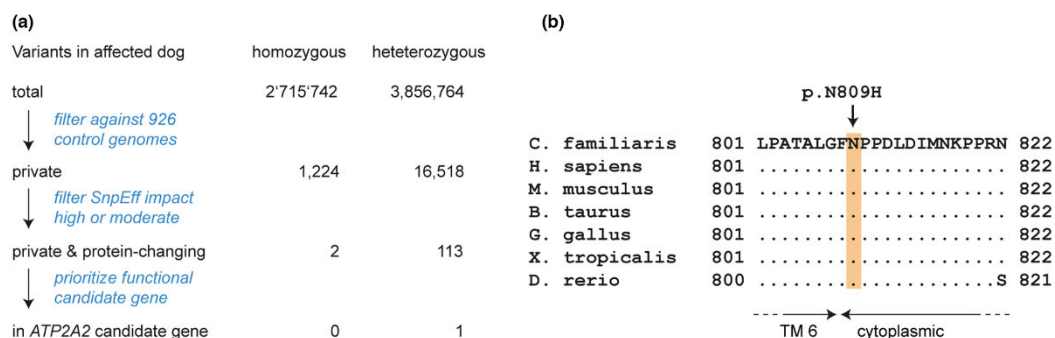 (a)
Variants in affected dog homozygous heteterozygous
total 2‘715‘742 3,856,764
filter against 926
control genomes
private 1,224 16,518
filter SnpEff impact
high or moderate
private & protein-changing 2 113
prioritize functional
candidate gene
in ATP2A2 candidate gene 0 1
(b)
p.N809H
C. familiaris 801 LPATALGFNPPDLDIMNKPPRN 822
H. sapiens 801 ...................... 822
M. musculus 801 ...................... 822
B. taurus 801 ...................... 822
G. gallus 801 ...................... 822
X. tropicalis 801 ...................... 822
D. rerio 800 .....................S 821
TM 6 cytoplasmic